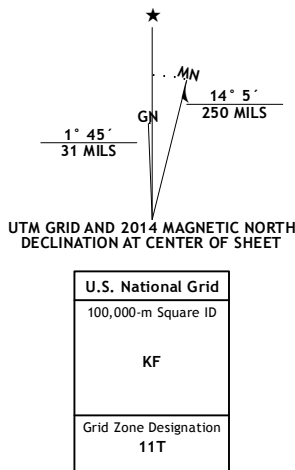 MN
GN
14° 5´
250 MILS
1° 45´
31 MILS
UTM GRID AND 2014 MAGNETIC NORTH
DECLINATION AT CENTER OF SHEET
U.S. National Grid
100,000-m Square ID
KF
Grid Zone Designation
11T